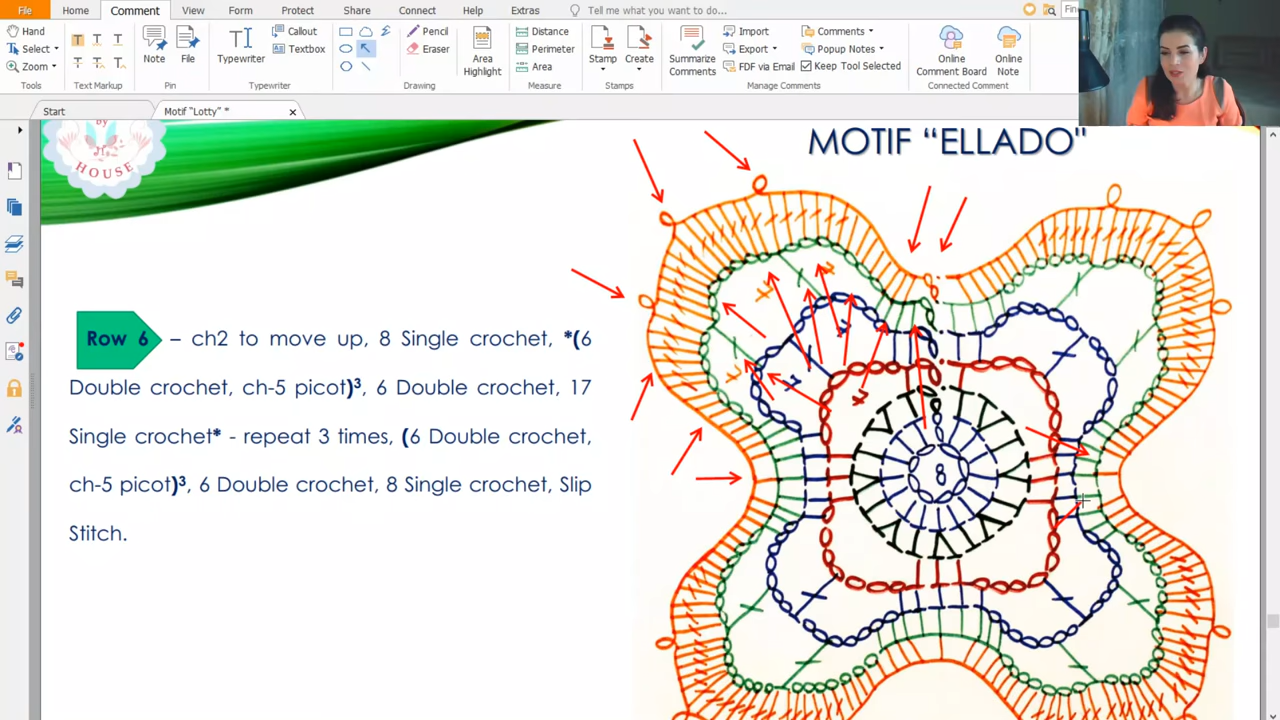 File Home Comment View Form Protect Share Connect Help Extras Tell me what you want to do... Fin
Hand
Select
Zoom
Tools
T T T
T T T
Text Markup
Note
File
Pin
Typewriter
Callout
Textbox
Typewriter
Pencil
Eraser
Drawing
Area
Highlight
Distance
Perimeter
Area
Measure
Stamp
Create
Stamps
Summarize
Comments
Import
Export
FDF via Email
Comments
Popup Notes
Keep Tool Selected
Manage Comments
Online
Comment Board
Online
Note
Connected Comment
Start
Motif "Lotty" *
by
HOUSE
MOTIF “ELLADO"
Row 6 – ch2 to move up, 8 Single crochet, *(6
Double crochet, ch-5 picot)³, 6 Double crochet, 17
Single crochet* - repeat 3 times, (6 Double crochet,
ch-5 picot)³, 6 Double crochet, 8 Single crochet, Slip
Stitch.
8